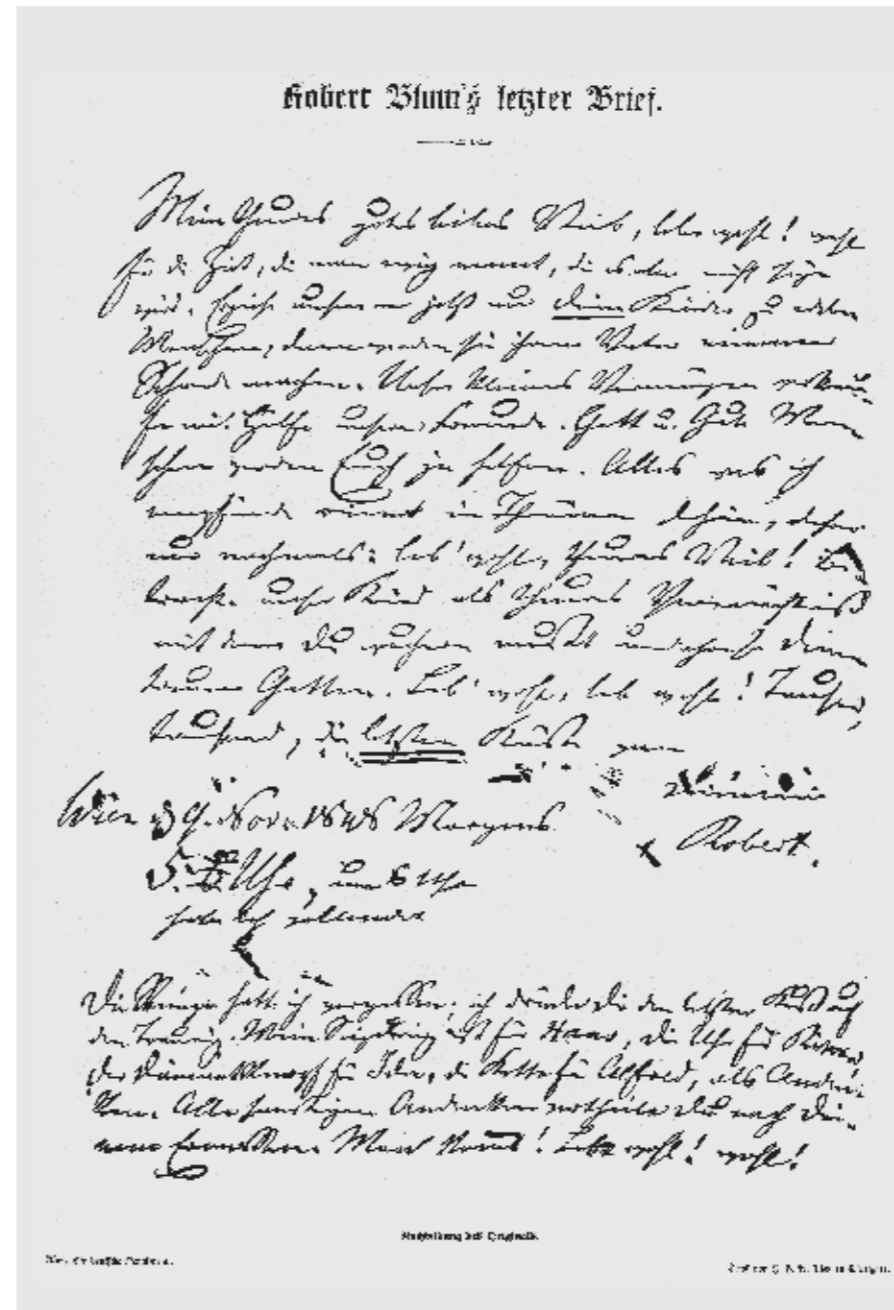 Robert Blum's letzter Brief.
Mein theures gutes liebes Weib, lebe wohl! wohl
für die Zeit, die man ewig nennt, die es aber nicht sein
wird. Erziehe unsere – jetzt nur Deine Kinder zu edlen
Menschen, dann werden sie ihrem Vater nimmer
Schande machen. Unser kleines Vermögen verkau-
fe mit Hülfe unserer Freunde. Gott u. gute Men-
schen werden Euch ja helfen. Alles was ich
empfinde rinnt in Thränen dahin, daher
nur nochmals: leb' wohl, theures Weib! Be-
trachte unsere Kinder als theures Vermächtniß
mit dem Du wuchern mußt und ehre so Deinen
treuen Gatten. Leb' wohl, leb wohl! Tausend,
tausend, die letzten Küsse von
Deinem
Robert.
Wien d 9. Nov. 1848 Morgens
5 Uhr, um 6 Uhr
habe ich vollendet
Die Ringe hatte ich vergessen; ich drücke Dir den letzten Kuß auf
den Trauring. Mein Siegelring ist für Hans, die Uhr für Richard,
der Diamantknopf für Ida, die Kette für Alfred, als Anden-
ken. Alle sonstigen Andenken vertheile Du nach Dei-
nem Ermessen. Man kommt! Lebe wohl! wohl!
Nachbildung des Originals.